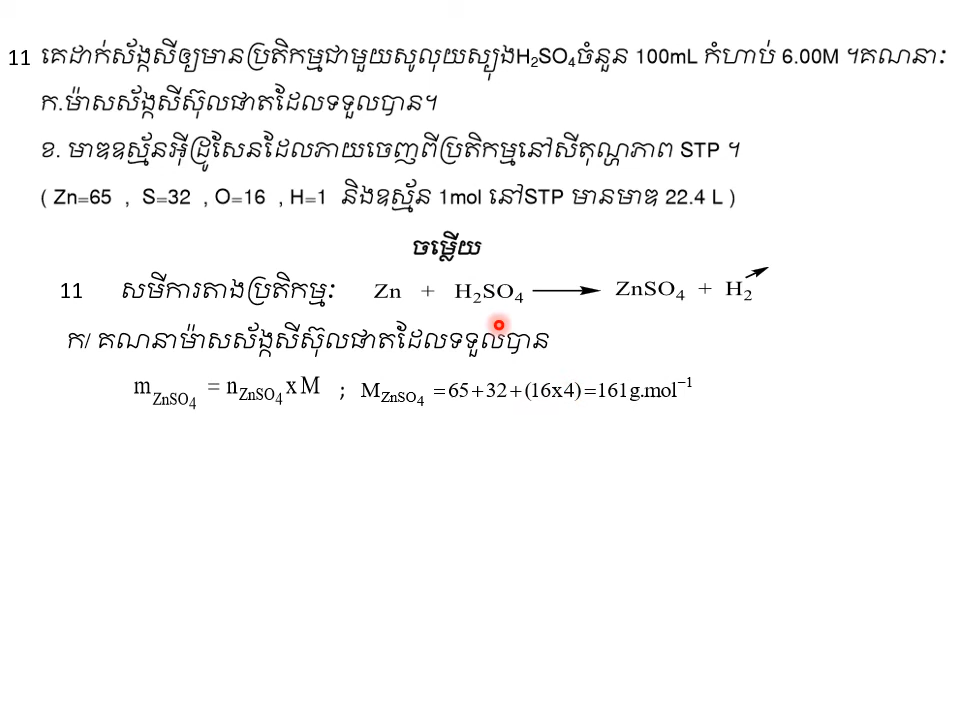 11 គេដាក់ស័ង្កសីឲ្យមានប្រតិកម្មជាមួយសូលុយស្យុងH₂SO₄ចំនួន 100mL កំហាប់ 6.00M ។គណនាៈ
ក.ម៉ាសស័ង្កសីស៊ុលផាតដែលទទួលបាន។
ខ. មាឌឧស្ម័នអ៊ីដ្រូសែនដែលភាយចេញពីប្រតិកម្មនៅសីតុណ្ហភាព STP ។
( Zn=65 , S=32 , O=16 , H=1 និងឧស្ម័ន 1mol នៅSTP មានមាឌ 22.4 L )
ចម្លើយ
11 សមីការតាងប្រតិកម្មៈ Zn + H₂SO₄ ⟶ ZnSO₄ + H₂↗
ក/ គណនាម៉ាសស័ង្កសីស៊ុលផាតដែលទទួលបាន
m_ZnSO₄ = n_ZnSO₄ x M ; M_ZnSO₄ =65+32+(16x4)=161g.mol⁻¹